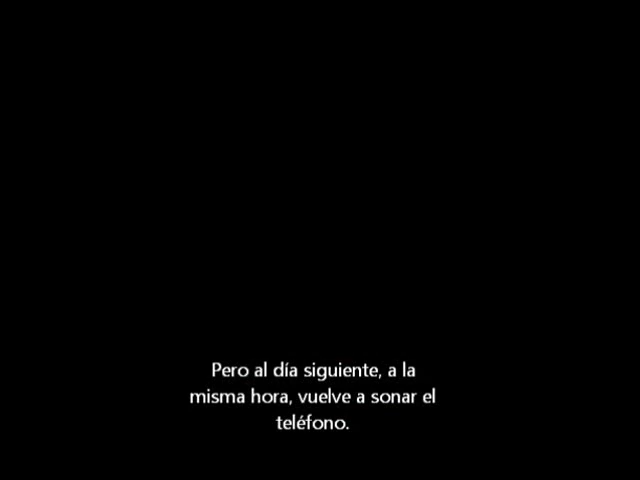 Pero al día siguiente, a la
misma hora, vuelve a sonar el
teléfono.